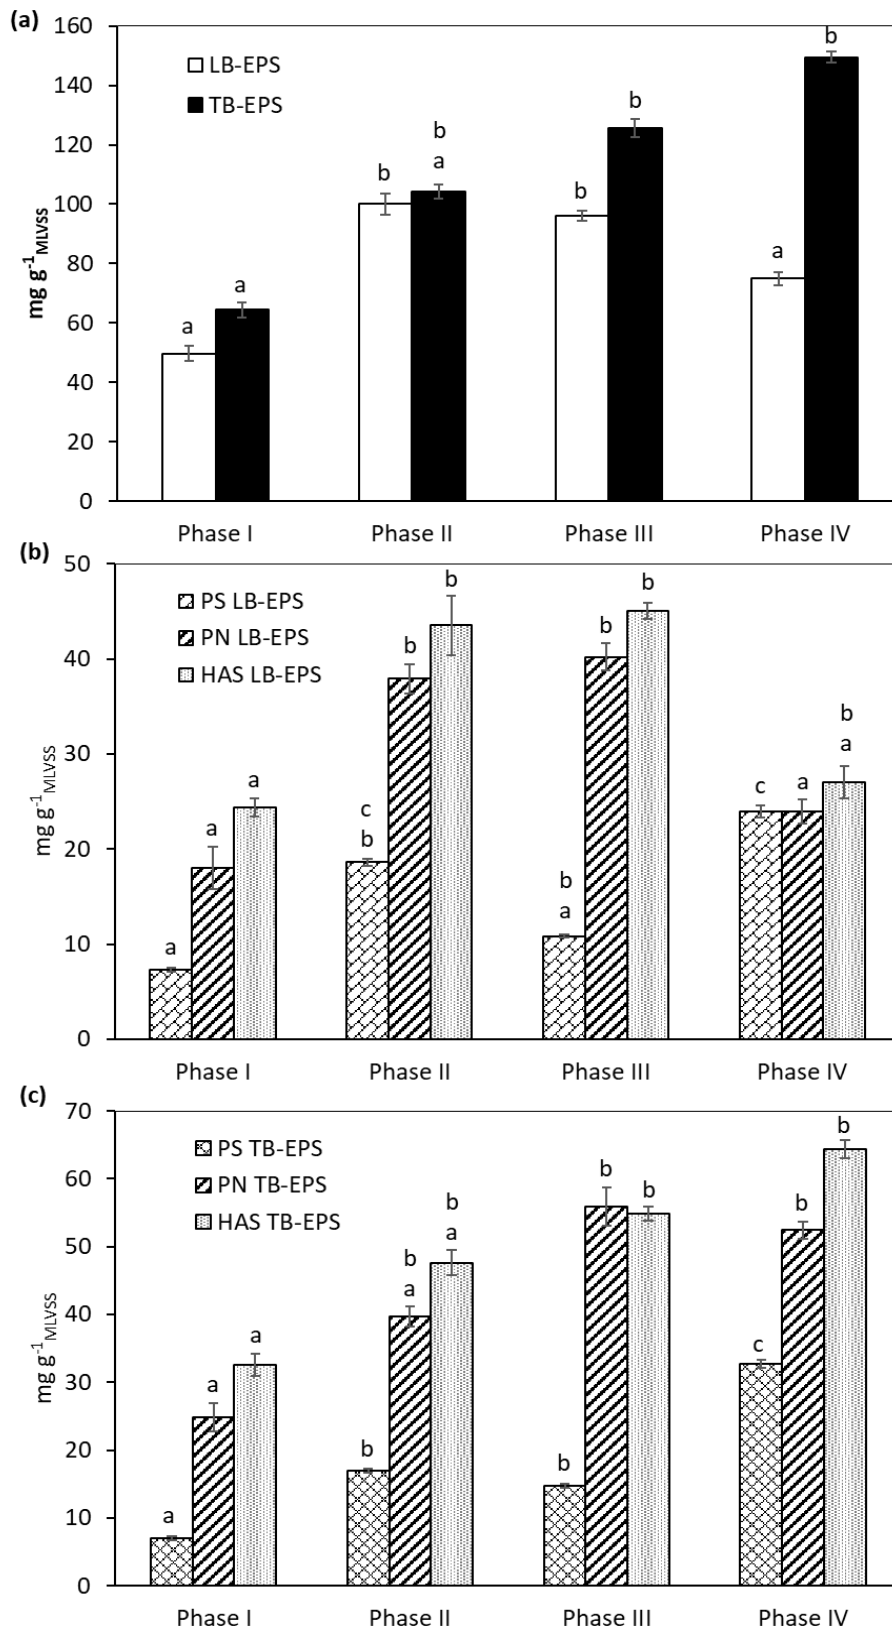 (a)
160
140
120
100
80
60
40
20
0
mg g-1MLVSS
LB-EPS
TB-EPS
a
a
b
b
a
b
b
a
b
Phase I
Phase II
Phase III
Phase IV
(b)
50
40
30
20
10
0
mg g-1MLVSS
PS LB-EPS
PN LB-EPS
HAS LB-EPS
a
a
a
c
b
b
b
b
a
b
b
c
a
b
a
Phase I
Phase II
Phase III
Phase IV
(c)
70
60
50
40
30
20
10
0
mg g-1MLVSS
PS TB-EPS
PN TB-EPS
HAS TB-EPS
a
a
a
b
b
a
b
a
b
b
b
c
b
b
Phase I
Phase II
Phase III
Phase IV